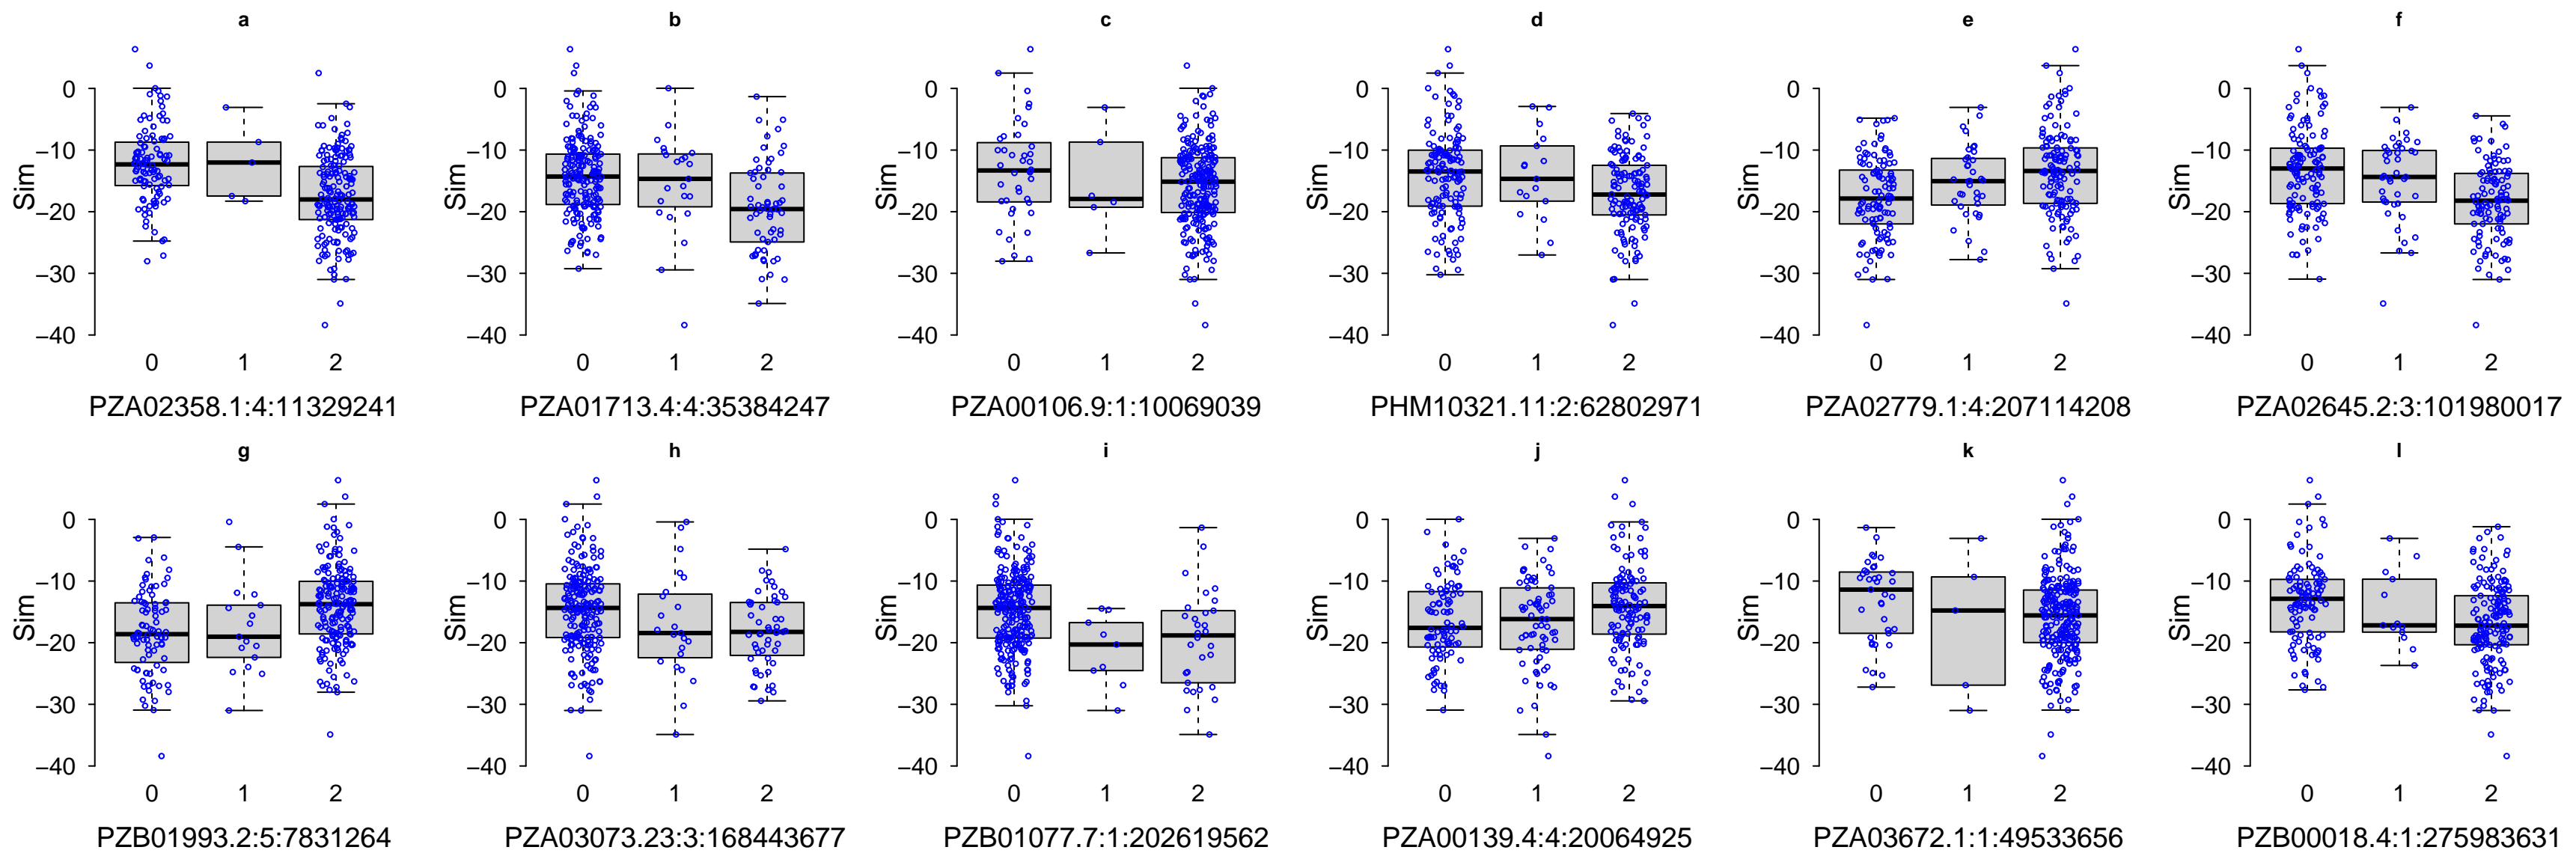 a b c d e f
0 0 0 0 0 0
−10 −10 −10 −10 −10 −10
Sim Sim Sim Sim Sim Sim
−20 −20 −20 −20 −20 −20
−30 −30 −30 −30 −30 −30
−40 −40 −40 −40 −40 −40
0 1 2 0 1 2 0 1 2 0 1 2 0 1 2 0 1 2
PZA02358.1:4:11329241 PZA01713.4:4:35384247 PZA00106.9:1:10069039 PHM10321.11:2:62802971 PZA02779.1:4:207114208 PZA02645.2:3:101980017
g h i j k l
0 0 0 0 0 0
−10 −10 −10 −10 −10 −10
Sim Sim Sim Sim Sim Sim
−20 −20 −20 −20 −20 −20
−30 −30 −30 −30 −30 −30
−40 −40 −40 −40 −40 −40
0 1 2 0 1 2 0 1 2 0 1 2 0 1 2 0 1 2
PZB01993.2:5:7831264 PZA03073.23:3:168443677 PZB01077.7:1:202619562 PZA00139.4:4:20064925 PZA03672.1:1:49533656 PZB00018.4:1:275983631